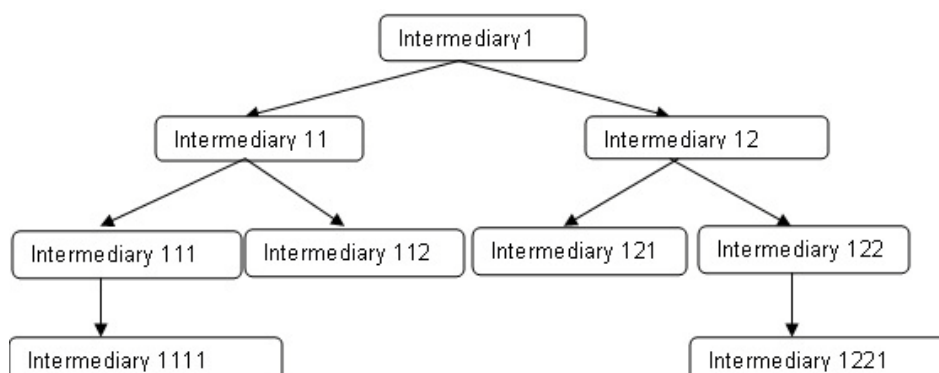 Intermediary1
Intermediary 11
Intermediary 12
Intermediary 111
Intermediary 112
Intermediary 121
Intermediary 122
Intermediary 1111
Intermediary 1221